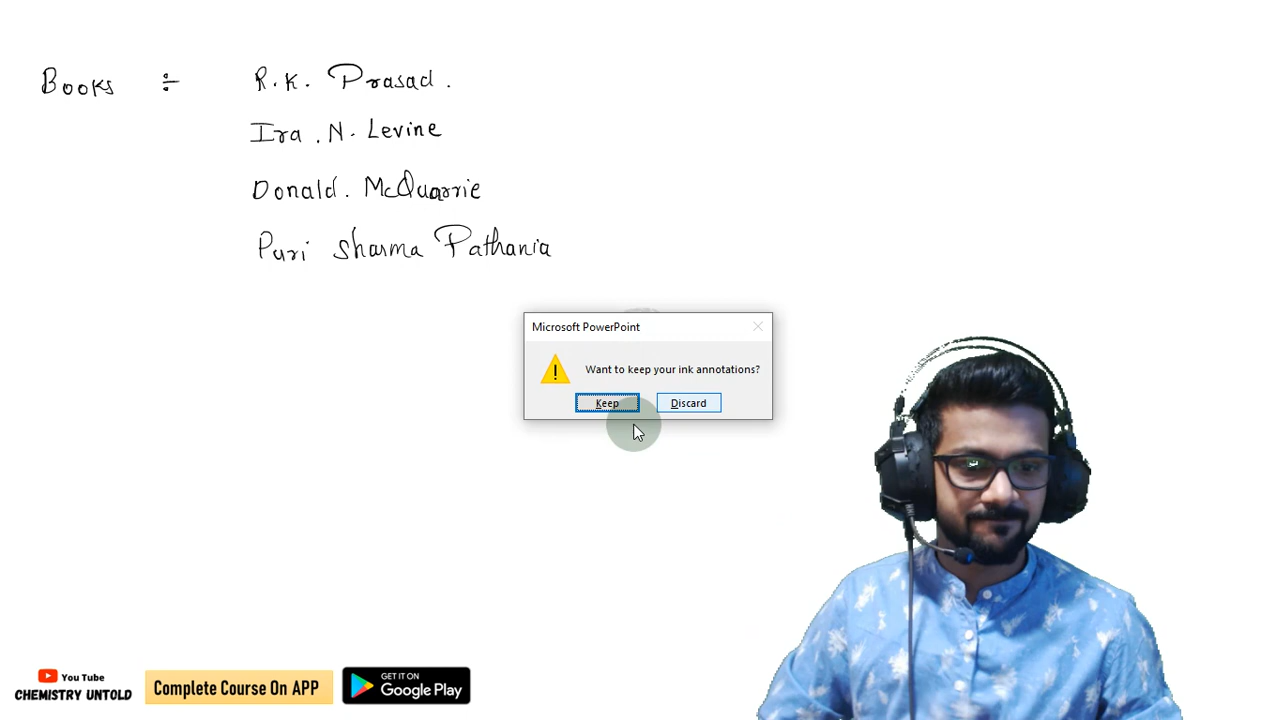 Books ÷ R.K. Prasad.
Ira. N. Levine
Donald. McQuarrie
Puri Sharma Pathania
Microsoft PowerPoint
Want to keep your ink annotations?
Keep Discard
You Tube
CHEMISTRY UNTOLD
Complete Course On APP
GET IT ON
Google Play